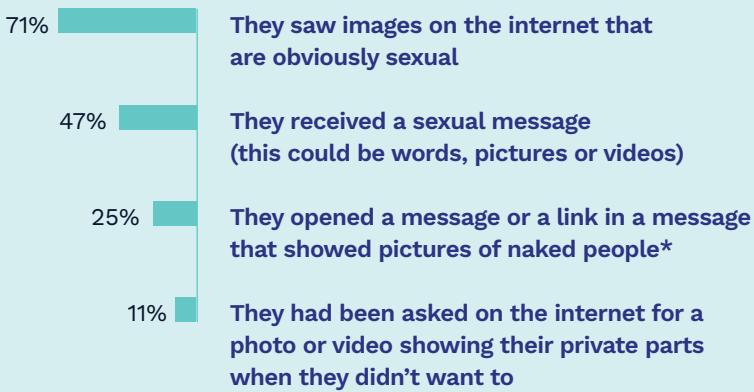 71%
They saw images on the internet that
are obviously sexual
47%
They received a sexual message
(this could be words, pictures or videos)
25%
They opened a message or a link in a message
that showed pictures of naked people*
11%
They had been asked on the internet for a
photo or video showing their private parts
when they didn’t want to